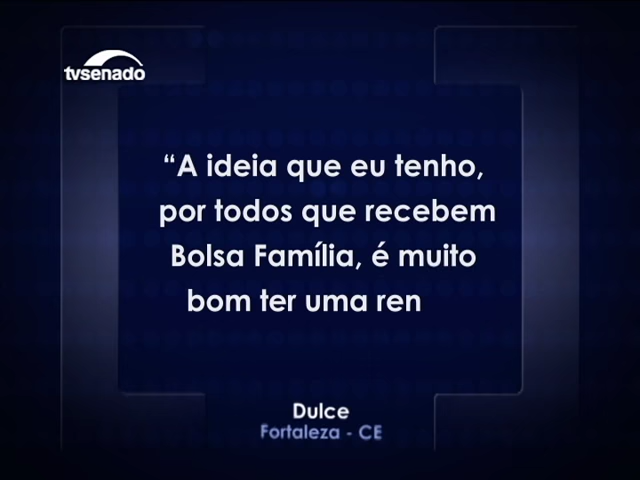 tvsenado
“A ideia que eu tenho,
por todos que recebem
Bolsa Família, é muito
bom ter uma ren
Dulce
Fortaleza - CE